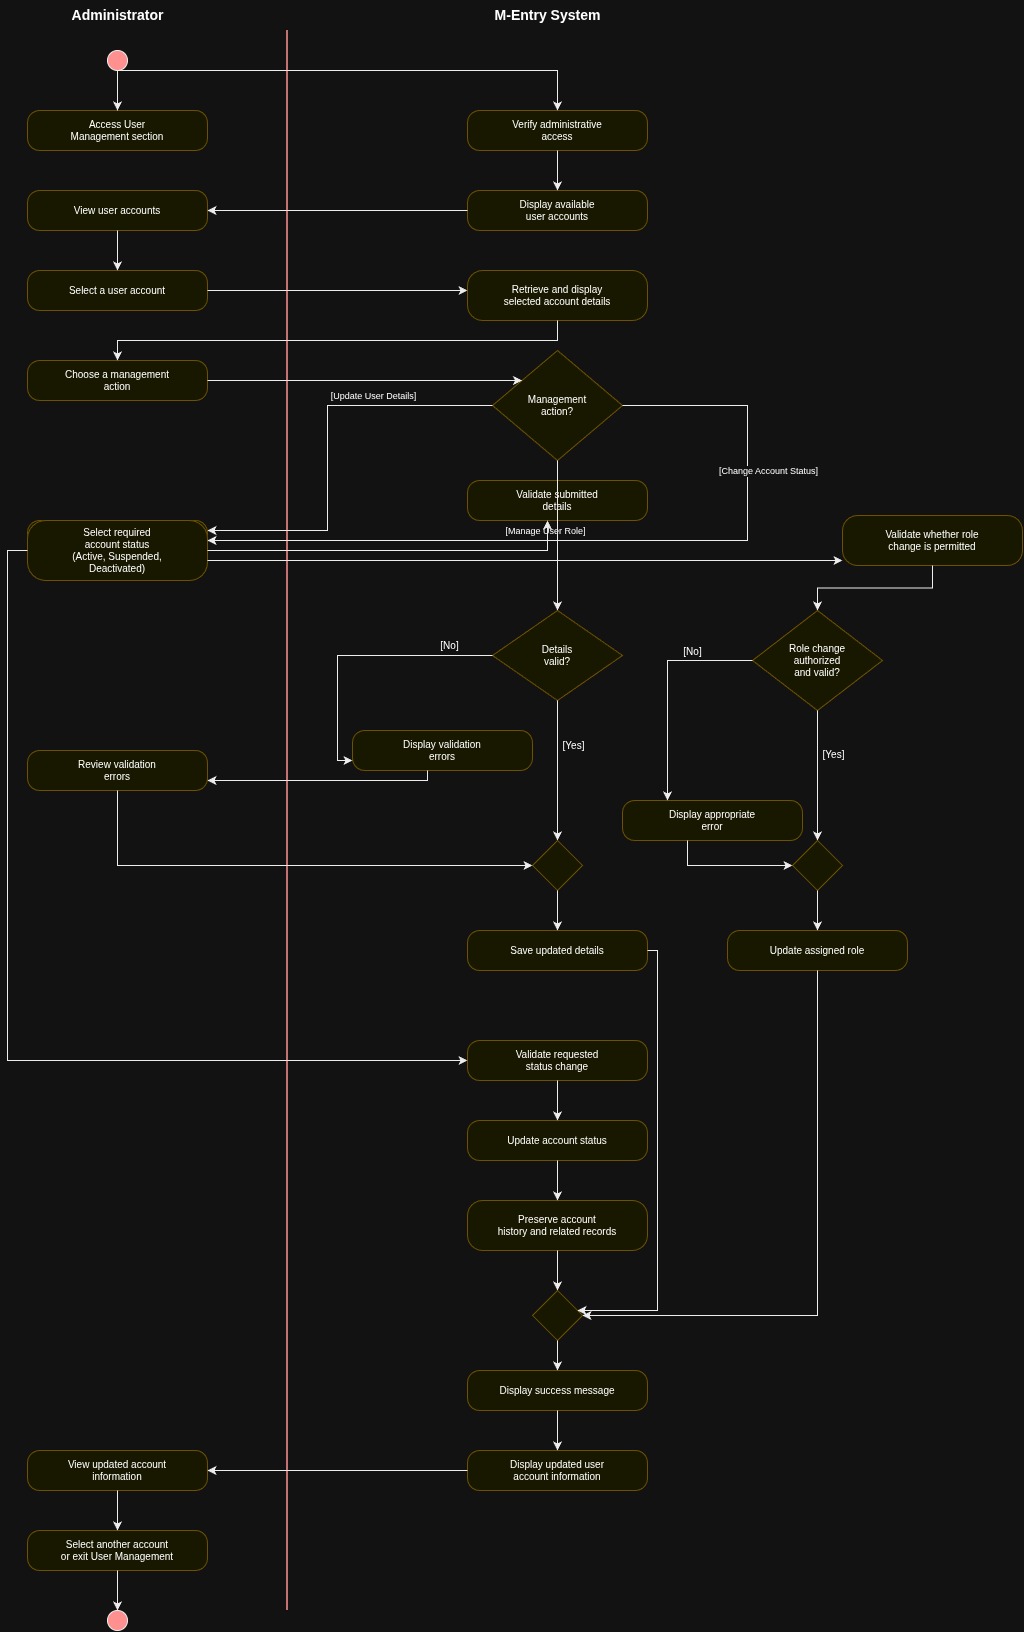 Administrator
M-Entry System
Access User
Management section
Verify administrative
access
View user accounts
Display available
user accounts
Select a user account
Retrieve and display
selected account details
Choose a management
action
Management
action?
[Update User Details]
[Change Account Status]
Validate submitted
details
[Manage User Role]
Select required
account status
(Active, Suspended,
Deactivated)
Validate whether role
change is permitted
Details
valid?
[No]
Role change
authorized
and valid?
[No]
[Yes]
[Yes]
Display validation
errors
Review validation
errors
Display appropriate
error
Save updated details
Update assigned role
Validate requested
status change
Update account status
Preserve account
history and related records
Display success message
View updated account
information
Display updated user
account information
Select another account
or exit User Management